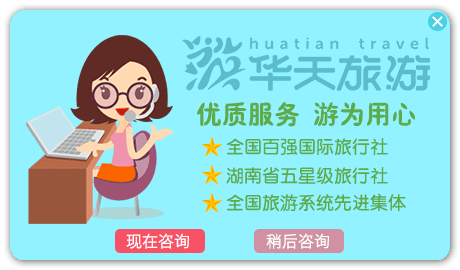 huatian travel
华天旅游
优质服务 游为用心
全国百强国际旅行社
湖南省五星级旅行社
全国旅游系统先进集体
现在咨询 稍后咨询